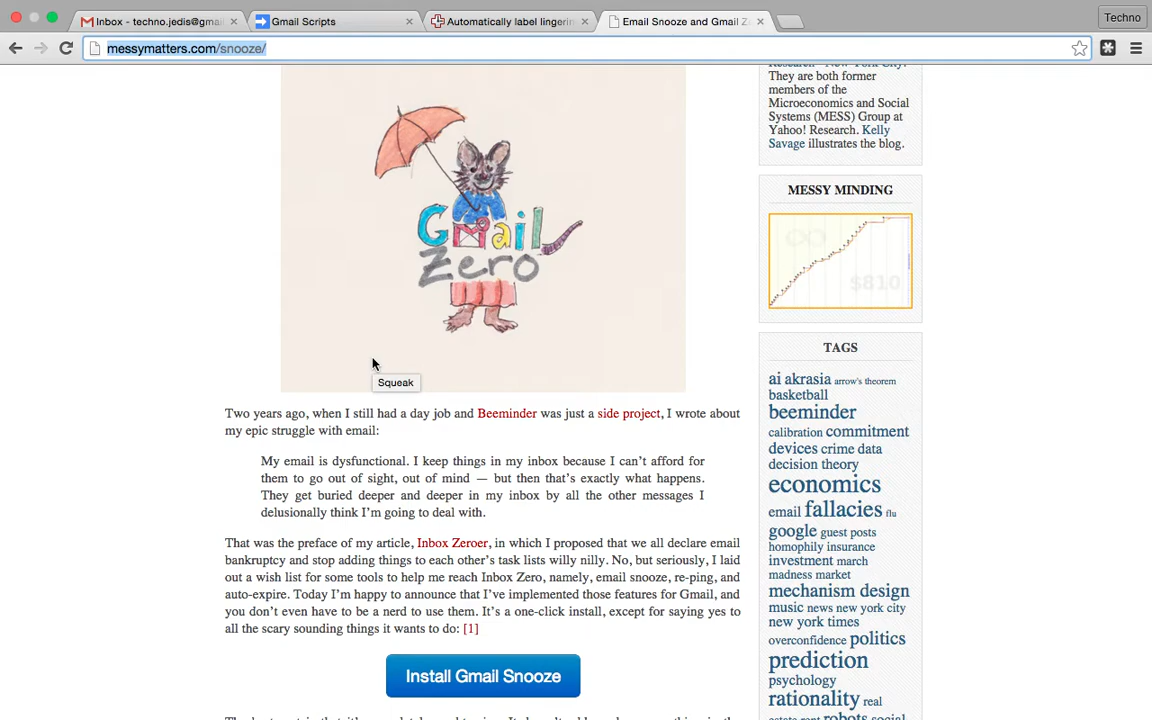 Inbox - techno.jedis@gmai
Gmail Scripts
Automatically label lingerin
Email Snooze and Gmail Z
Techno
messymatters.com/snooze/
Gmail
Zero
Squeak
Two years ago, when I still had a day job and Beeminder was just a side project, I wrote about
my epic struggle with email:
My email is dysfunctional. I keep things in my inbox because I can't afford for
them to go out of sight, out of mind — but then that's exactly what happens.
They get buried deeper and deeper in my inbox by all the other messages I
delusionally think I'm going to deal with.
That was the preface of my article, Inbox Zeroer, in which I proposed that we all declare email
bankruptcy and stop adding things to each other's task lists willy nilly. No, but seriously, I laid
out a wish list for some tools to help me reach Inbox Zero, namely, email snooze, re-ping, and
auto-expire. Today I'm happy to announce that I've implemented those features for Gmail, and
you don't even have to be a nerd to use them. It's a one-click install, except for saying yes to
all the scary sounding things it wants to do: [1]
Install Gmail Snooze
Research - New York City.
They are both former
members of the
Microeconomics and Social
Systems (MESS) Group at
Yahoo! Research. Kelly
Savage illustrates the blog.
MESSY MINDING
$810
TAGS
ai akrasia arrow's theorem
basketball
beeminder
calibration commitment
devices crime data
decision theory
economics
email fallacies flu
google guest posts
homophily insurance
investment march
madness market
mechanism design
music news new york city
new york times
overconfidence politics
prediction
psychology
rationality real
estate rent robots social